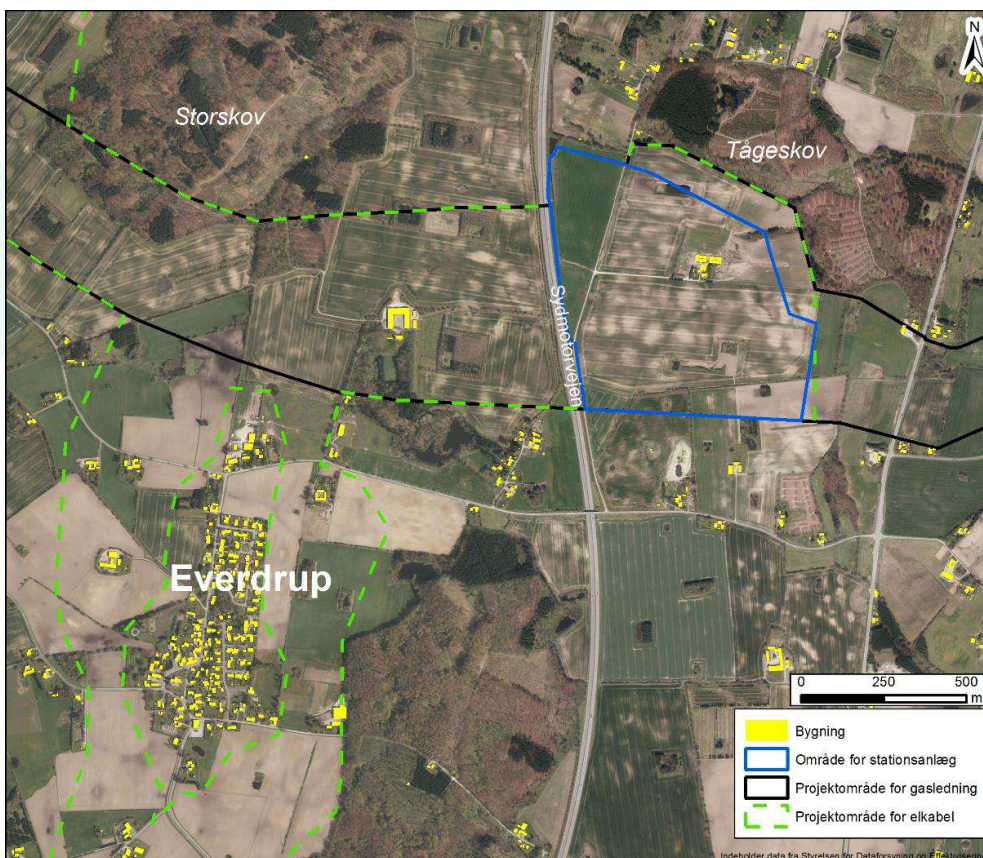 N
Storskov
Tågeskov
Sydmotorvejen
Everdrup
0 250 500
m
Bygning
Område for stationsanlæg
Projektområde for gasledning
Projektområde for elkabel
Indeholder data fra Styrelsen for Dataforsyning og Effektivisering